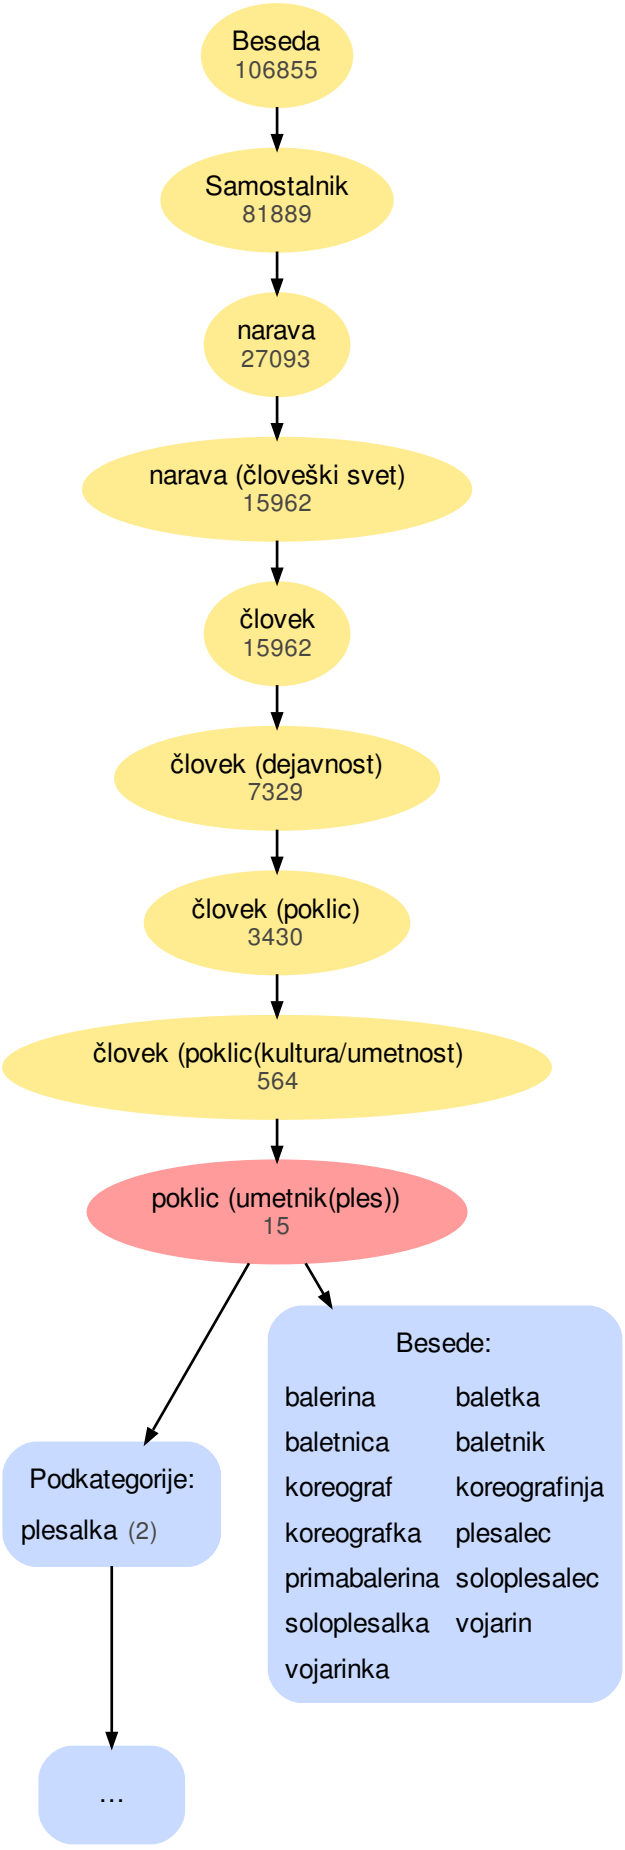 Beseda
106855
Samostalnik
81889
narava
27093
narava (človeški svet)
15962
človek
15962
človek (dejavnost)
7329
človek (poklic)
3430
človek (poklic(kultura/umetnost)
564
poklic (umetnik(ples))
15
Besede:
balerina baletka
baletnica baletnik
koreograf koreografinja
koreografka plesalec
primabalerina soloplesalec
soloplesalka vojarin
vojarinka
Podkategorije:
plesalka (2)
...